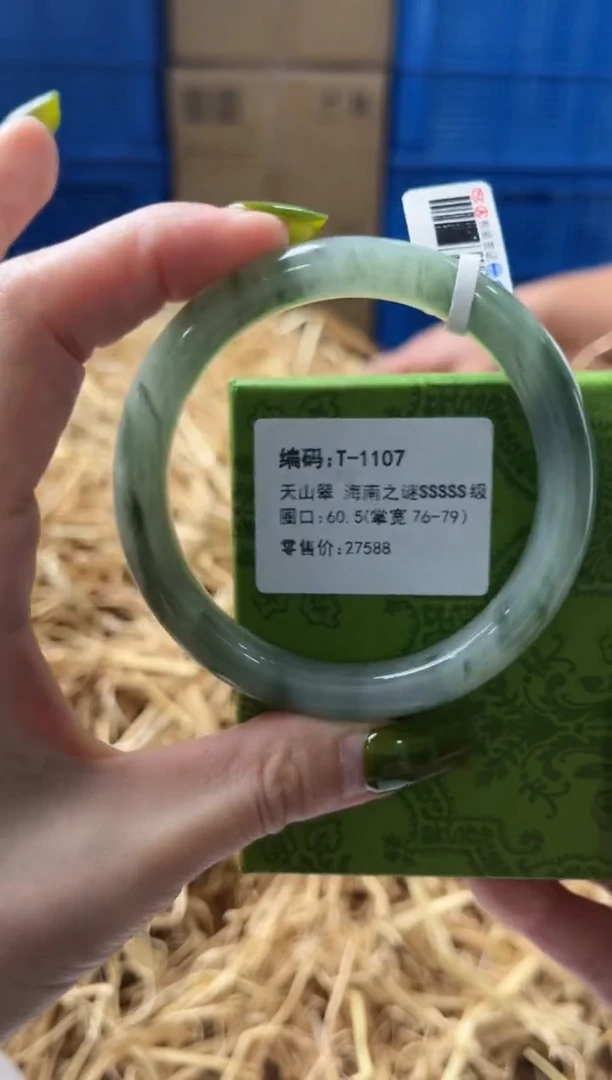 编码:T-1107
天山翠 海南之谜SSSSS级
圈口:60.5(掌宽 76-79)
零售价:27588